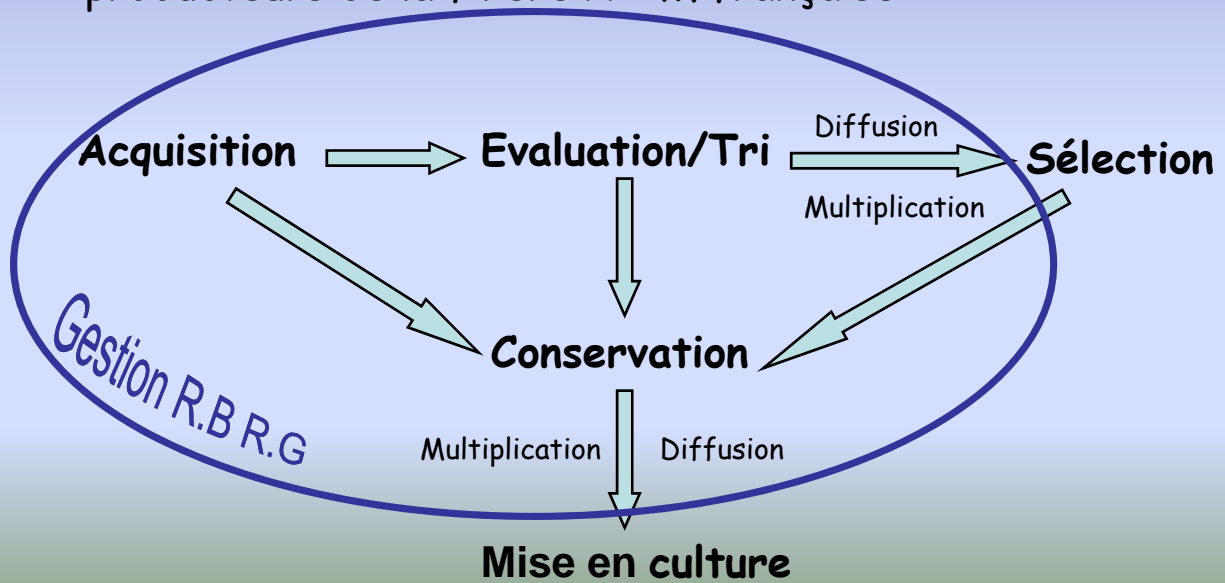 Acquisition
Evaluation/Tri
Diffusion
Multiplication
Sélection
Gestion R.B R.G
Conservation
Multiplication
Diffusion
Mise en culture